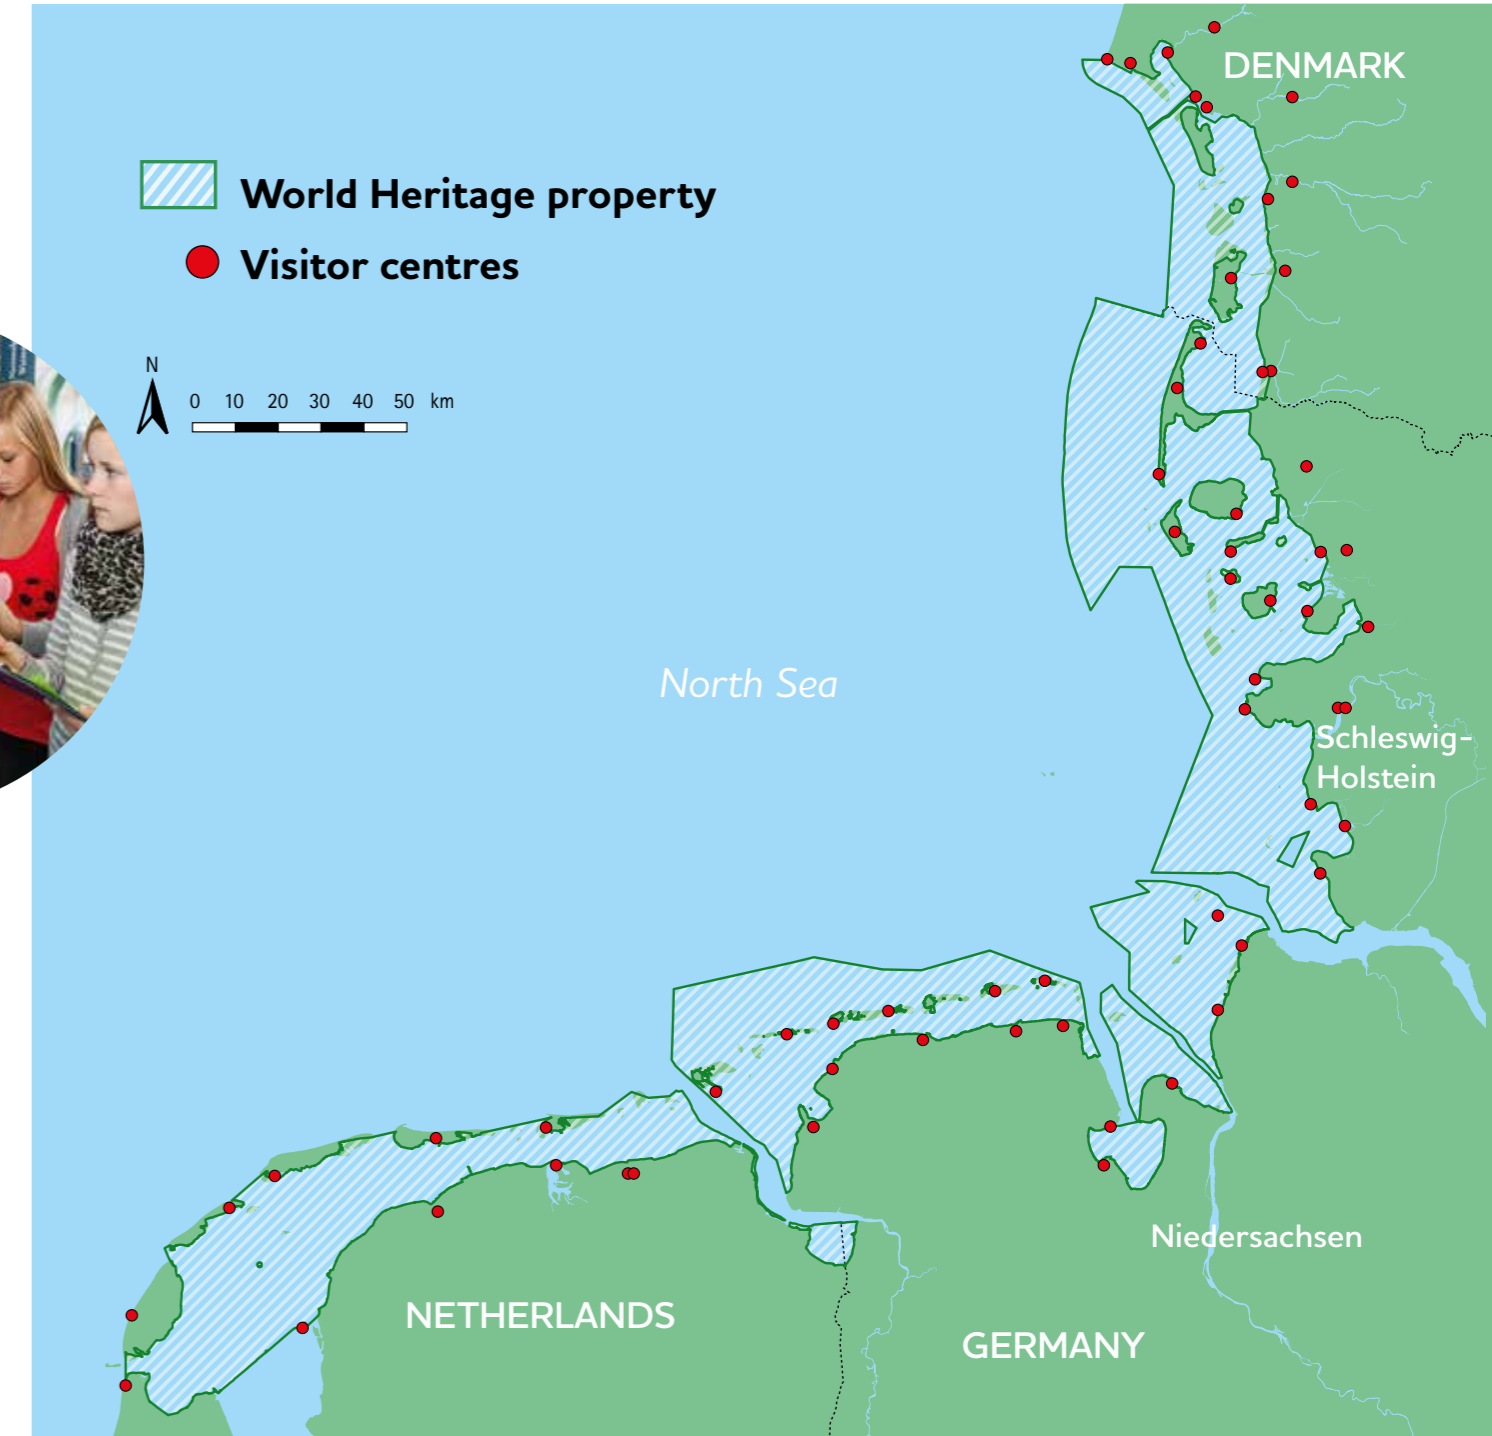 DENMARK
World Heritage property
Visitor centres
N
0 10 20 30 40 50 km
North Sea
Schleswig-
Holstein
Niedersachsen
NETHERLANDS
GERMANY